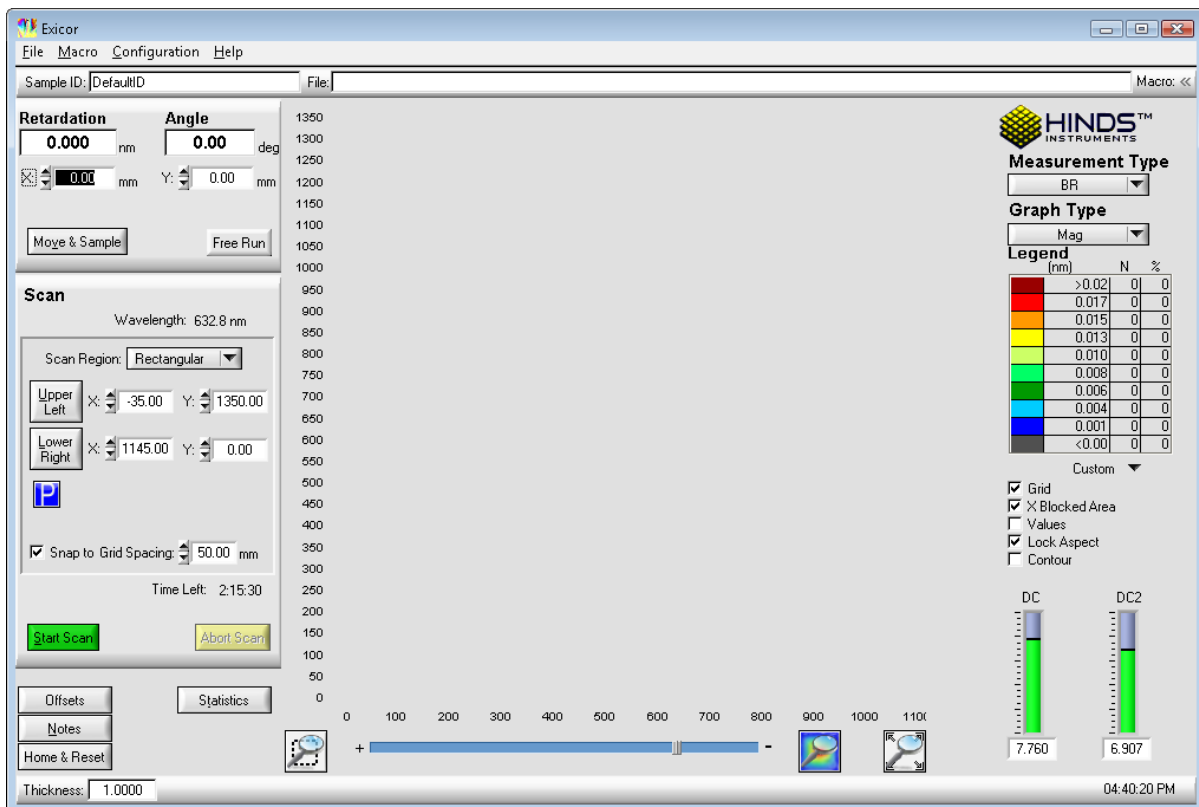 Exicor
File Macro Configuration Help
Sample ID: DefaultID File: Macro: «
Retardation Angle
0.000 nm 0.00 deg
X: 0.00 mm Y: 0.00 mm
Move & Sample Free Run
Scan
Wavelength: 632.8 nm
Scan Region: Rectangular
Upper Left X: -35.00 Y: 1350.00
Lower Right X: 1145.00 Y: 0.00
P
Snap to Grid Spacing: 50.00 mm
Time Left: 2:15:30
Start Scan Abort Scan
Offsets Statistics
Notes
Home & Reset
1350
1300
1250
1200
1150
1100
1050
1000
950
900
850
800
750
700
650
600
550
500
450
400
350
300
250
200
150
100
50
0
0 100 200 300 400 500 600 700 800 900 1000
+ -
HINDS™
INSTRUMENTS
Measurement Type
BR
Graph Type
Mag
Legend
(nm) N %
>0.02 0 0
0.017 0 0
0.015 0 0
0.013 0 0
0.010 0 0
0.008 0 0
0.006 0 0
0.004 0 0
0.001 0 0
<0.00 0 0
Custom
Grid
X Blocked Area
Values
Lock Aspect
Contour
DC DC2
7.760 6.907
Thickness: 1.0000 04:40:20 PM